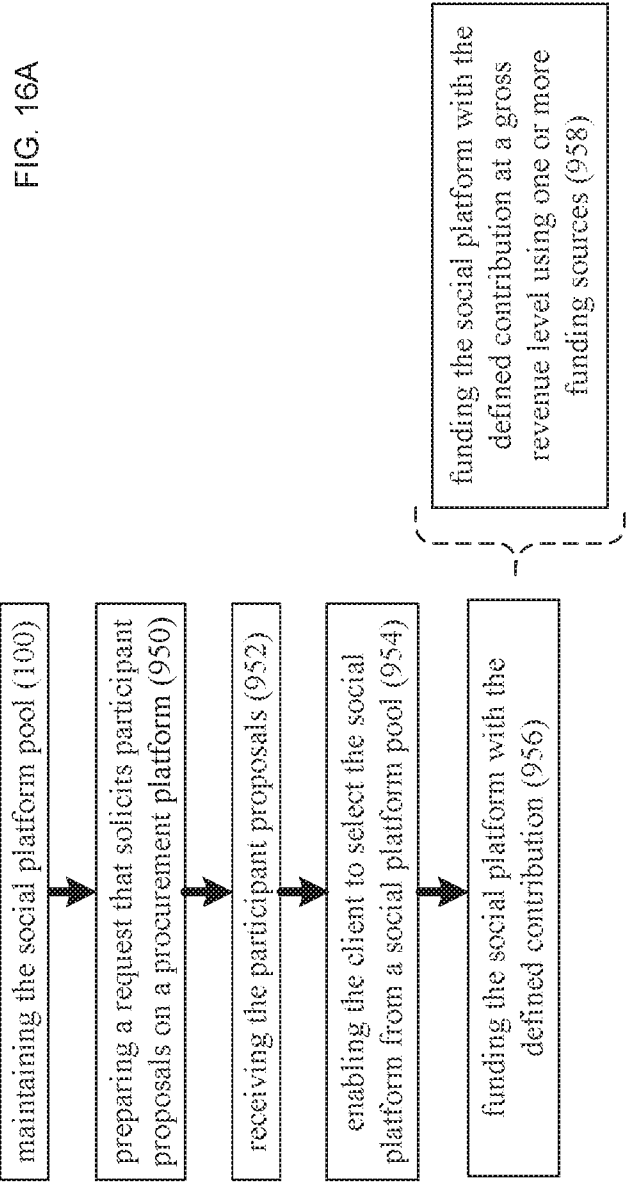 FIG. 16A
maintaining the social platform pool (100)
preparing a request that solicits participant
proposals on a procurement platform (950)
receiving the participant proposals (952)
enabling the client to select the social
platform from a social platform pool (954)
funding the social platform with the
defined contribution (956)
funding the social platform with the
defined contribution at a gross
revenue level using one or more
funding sources (958)